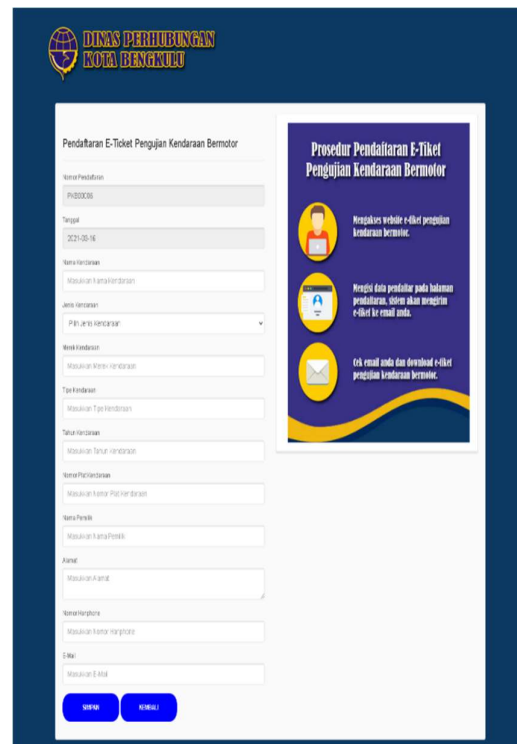 DINAS PERHUBUNGAN
KOTA BENGKULU
Pendaftaran E-Ticket Pengujian Kendaraan Bermotor
Nomor Pendaftaran
PKB00006
Tanggal
2021-08-16
Nama Kendaraan
Masukkan Nama Kendaraan
Jenis Kendaraan
Pilih Jenis Kendaraan
Merek Kendaraan
Masukkan Merek Kendaraan
Tipe Kendaraan
Masukkan Tipe Kendaraan
Tahun Kendaraan
Masukkan Tahun Kendaraan
Nomor Plat Kendaraan
Masukkan Nomor Plat Kendaraan
Nama Pemilik
Masukkan Nama Pemilik
Alamat
Masukkan Alamat
Nomor Hanphone
Masukkan Nomor Hanphone
E-Mail
Masukkan E-Mail
SIMPAN
KEMBALI
Prosedur Pendaftaran E-Tiket
Pengujian Kendaraan Bermotor
Mengakses website e-tiket pengujian
kendaraan bermotor.
Mengisi data pendaftar pada halaman
pendaftaran, sistem akan mengirim
e-tiket ke email anda.
Cek email anda dan download e-tiket
pengujian kendaraan bermotor.